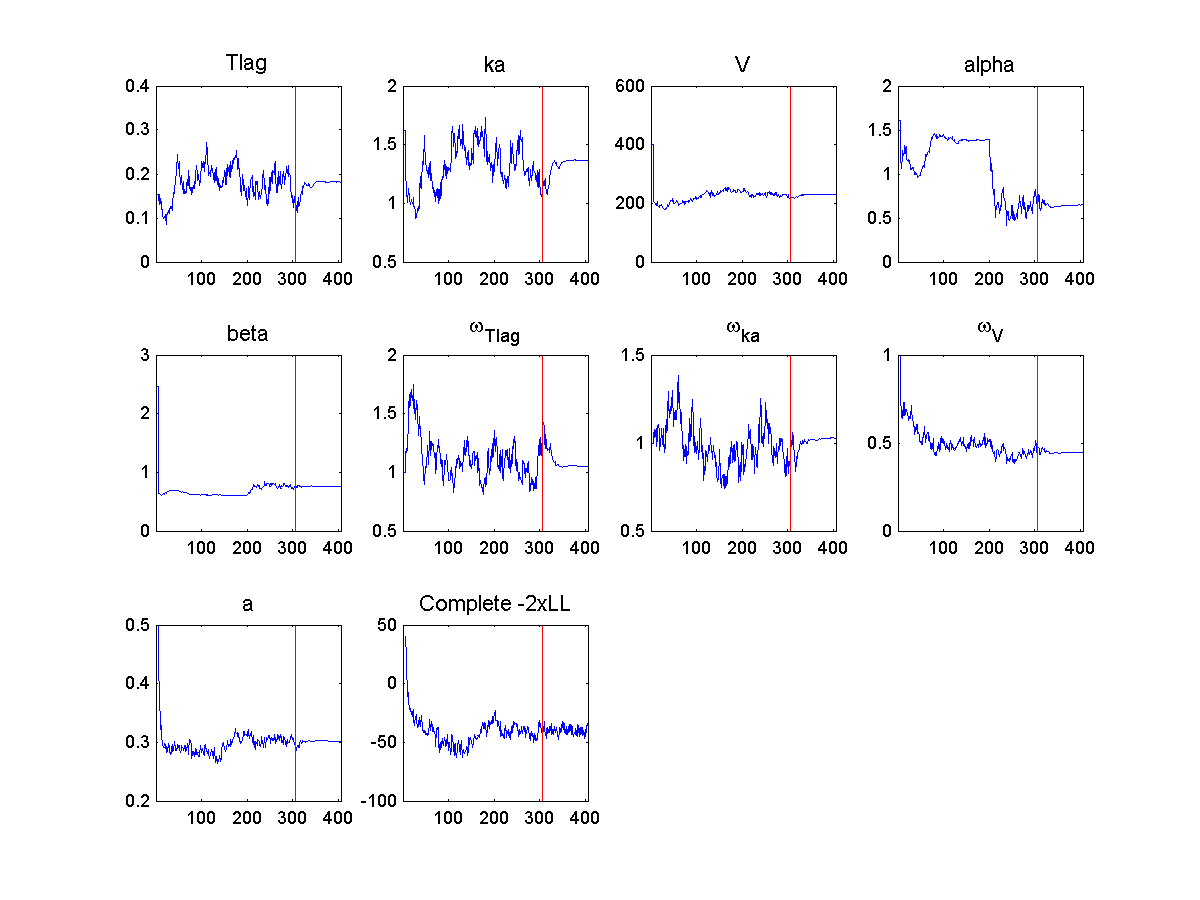 Tlag ka V alpha
0.4 2 600 2
0.3 1.5 400 1.5
0.2 1
0.1 1 200 0.5
0 0.5 0 0
100 200 300 400 100 200 300 400 100 200 300 400 100 200 300 400
beta ωTlag ωka ωV
3 2 1.5 1
2 1.5
1 0.5
1 1
0 0.5 0.5 0
100 200 300 400 100 200 300 400 100 200 300 400 100 200 300 400
a Complete -2xLL
0.5 50
0.4 0
0.3 -50
0.2 -100
100 200 300 400 100 200 300 400